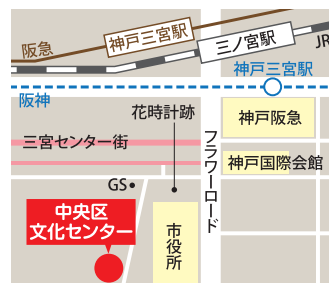 阪急
神戸三宮駅
三ノ宮駅
JR
神戸三宮駅
阪神
花時計跡
神戸阪急
三宮センター街
フラワーロード
神戸国際会館
GS
中央区
文化センター
市役所